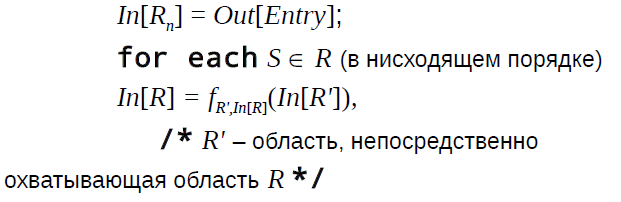 In[Rn] = Out[Entry];
for each S ∈ R (в нисходящем порядке)
In[R] = fR',In[R](In[R']),
/* R' – область, непосредственно
охватывающая область R */